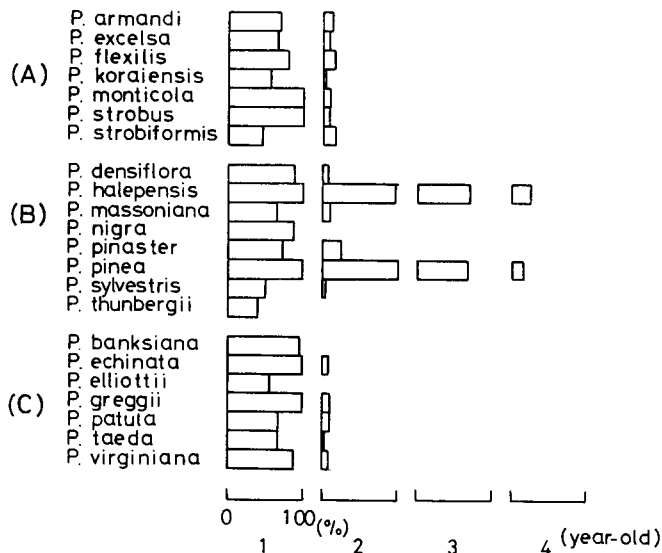 P. armandi
P. excelsa
P. flexilis
(A) P. koraiensis
P. monticola
P. strobus
P. strobiformis
P. densiflora
P. halepensis
(B) P. massoniana
P. nigra
P. pinaster
P. pinea
P. sylvestris
P. thunbergii
P. banksiana
P. echinata
P. elliottii
(C) P. greggii
P. patula
P. taeda
P. virginiana
0 100 (%)
1 2 3 4 (year-old)